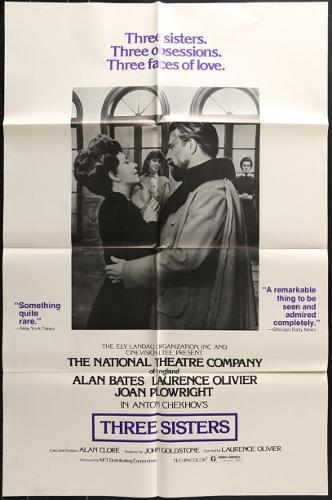 Three sisters.
Three obsessions.
Three faces of love.
"Something
quite
rare."
—New York Times
"A remarkable
thing to be
seen and
admired
completely."
—Chicago Daily News
THE ELY LANDAU ORGANIZATION, INC. AND
CINEVISION LTEE PRESENT
THE NATIONAL THEATRE COMPANY
of England
ALAN BATES LAURENCE OLIVIER
JOAN PLOWRIGHT
IN ANTON CHEKHOV'S
THREE SISTERS
Executive Producer ALAN CLORE Produced by JOHN GOLDSTONE Directed by LAURENCE OLIVIER
Released by AFT Distributing Corporation TECHNICOLOR®